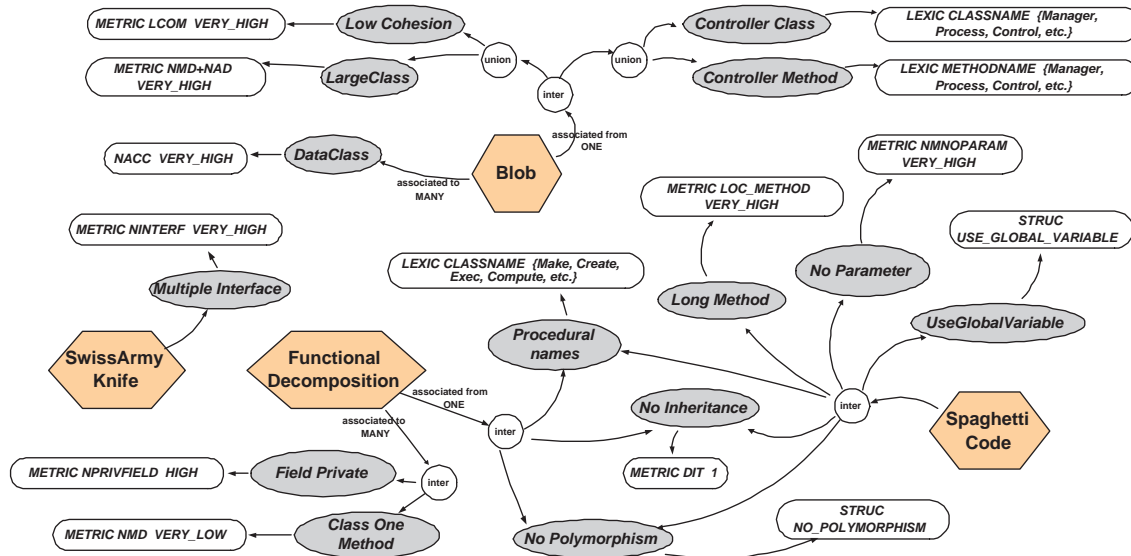 METRIC LCOM VERY_HIGH
Low Cohesion
Controller Class
LEXIC CLASSNAME {Manager,
Process, Control, etc.}
union
union
METRIC NMD+NAD
VERY_HIGH
LargeClass
Controller Method
LEXIC METHODNAME {Manager,
Process, Control, etc.}
inter
associated from
ONE
NACC VERY_HIGH
DataClass
associated to
MANY
Blob
METRIC NMNOPARAM
VERY_HIGH
METRIC LOC_METHOD
VERY_HIGH
METRIC NINTERF VERY_HIGH
STRUC
USE_GLOBAL_VARIABLE
LEXIC CLASSNAME {Make, Create,
Exec, Compute, etc.}
No Parameter
Multiple Interface
Long Method
UseGlobalVariable
Procedural
names
SwissArmy
Knife
Functional
Decomposition
associated from
ONE
associated to
MANY
No Inheritance
inter
inter
Spaghetti
Code
METRIC DIT 1
METRIC NPRIVFIELD HIGH
Field Private
inter
METRIC NMD VERY_LOW
Class One
Method
No Polymorphism
STRUC
NO_POLYMORPHISM